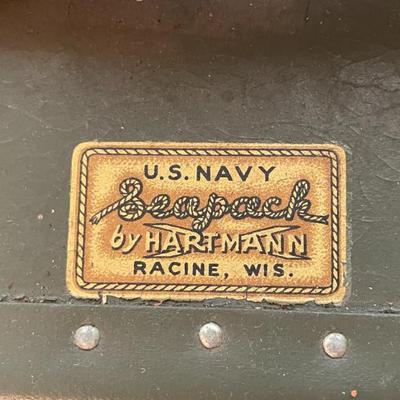 U.S. NAVY
Seapack
by HARTMANN
RACINE, WIS.